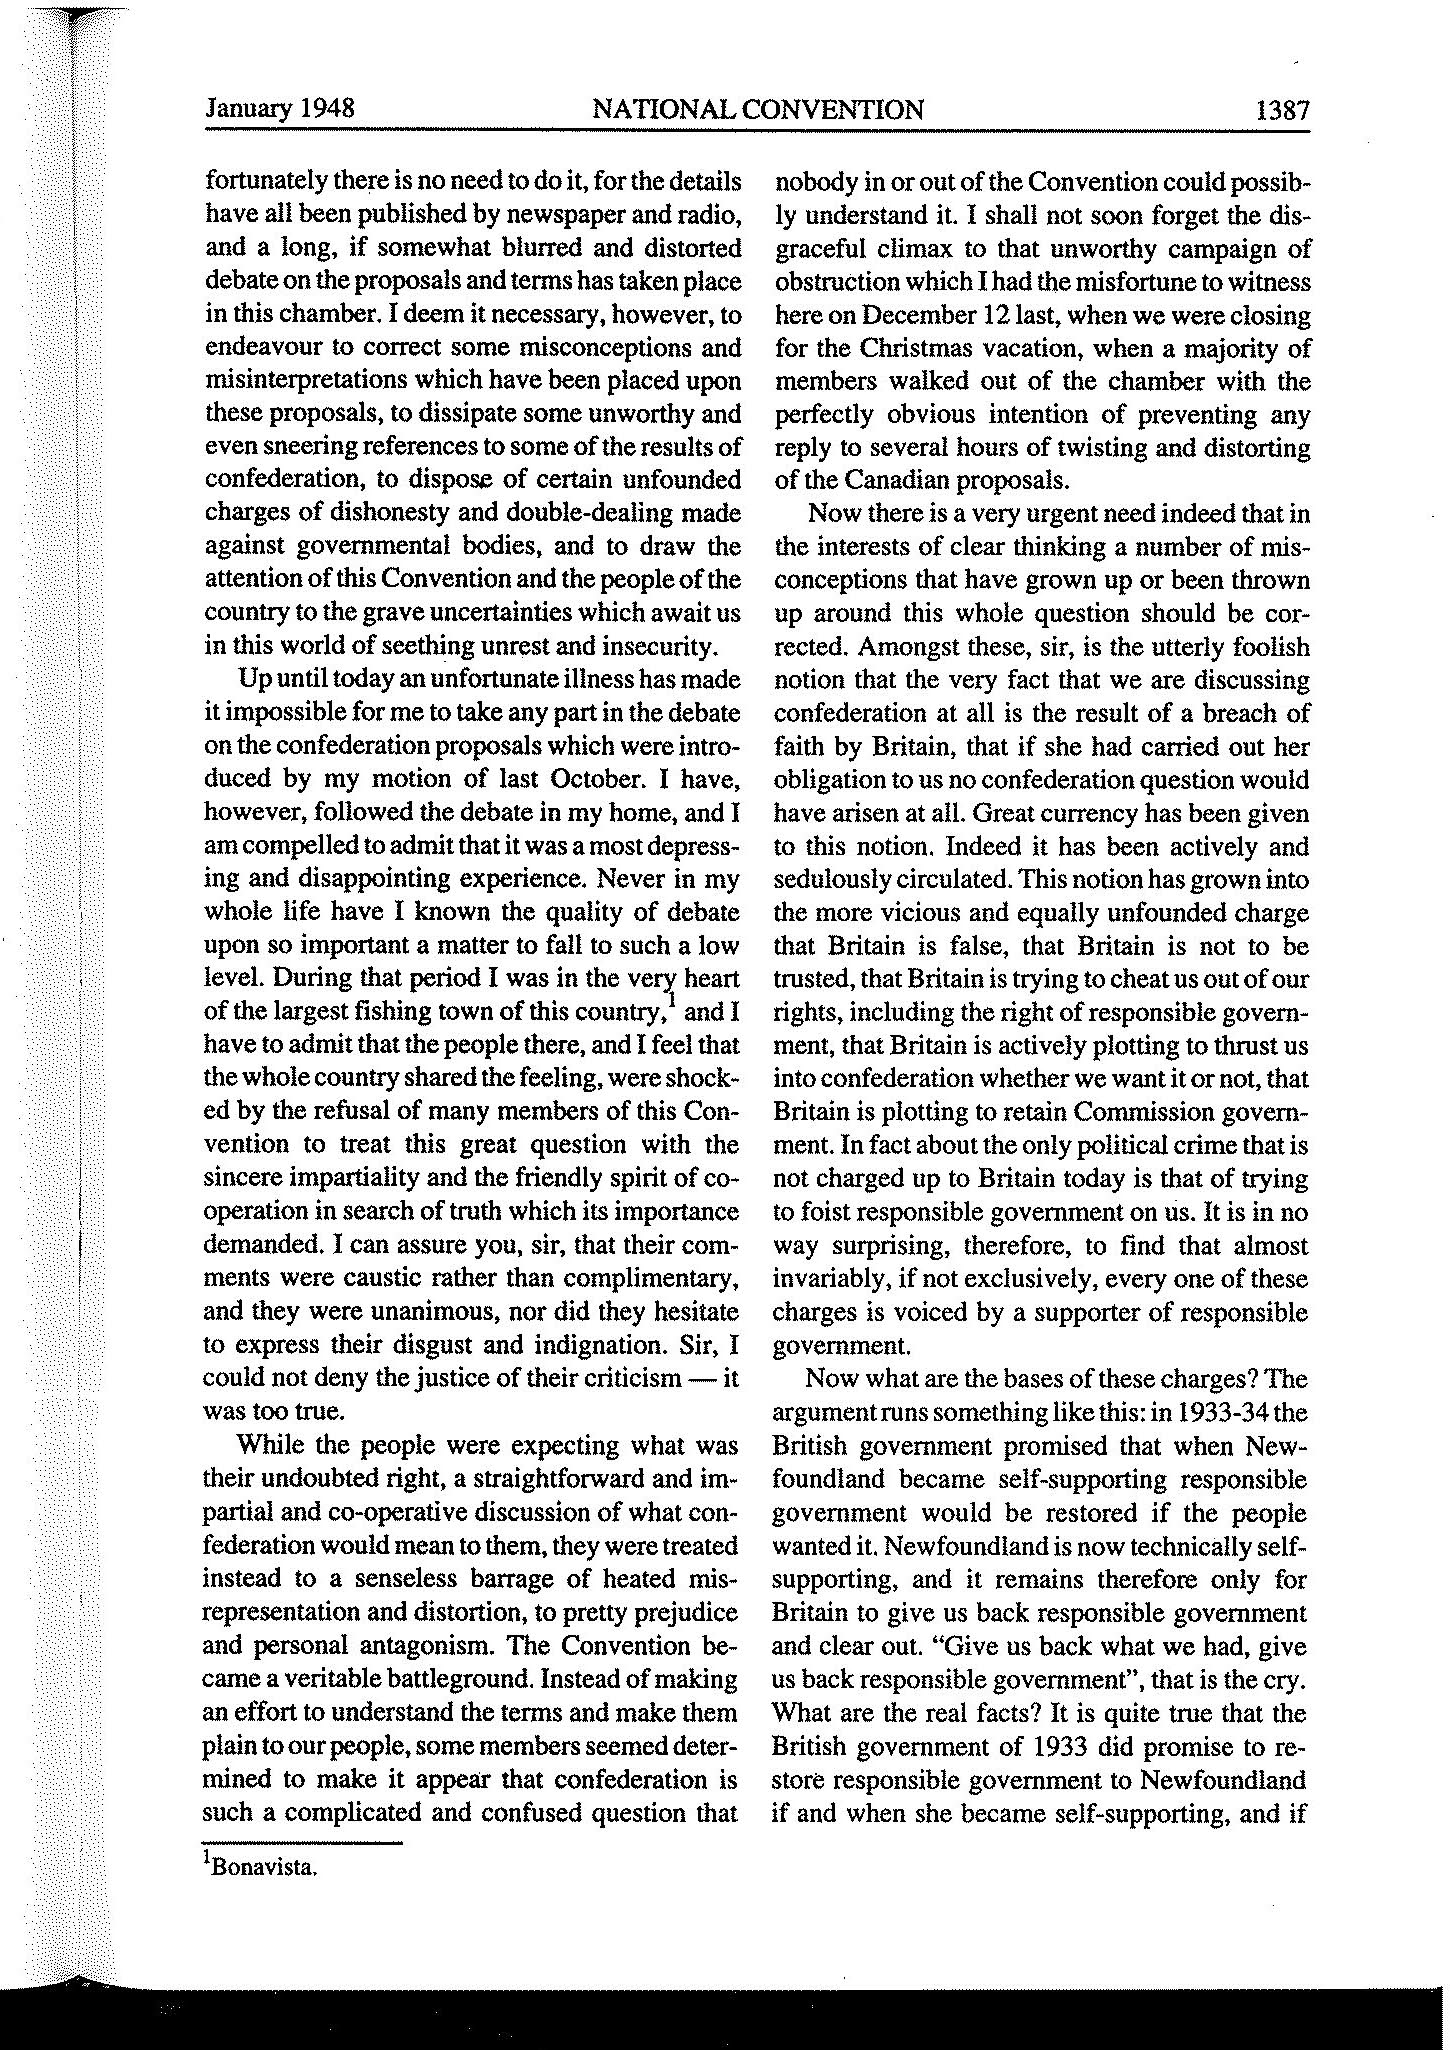 January 1948
NATIONAL CONVENTION
1387
fortunately there is no need to do it, for the details
have all been published by newspaper and radio,
and a long, if somewhat blurred and distorted
debate on the proposals and terms has taken place
in this chamber. I deem it necessary, however, to
endeavour to correct some misconceptions and
misinterpretations which have been placed upon
these proposals, to dissipate some unworthy and
even sneering references to some of the results of
confederation, to dispose of certain unfounded
charges of dishonesty and double-dealing made
against governmental bodies, and to draw the
attention of this Convention and the people of the
country to the grave uncertainties which await us
in this world of seething unrest and insecurity.
Up until today an unfortunate illness has made
it impossible for me to take any part in the debate
on the confederation proposals which were intro-
duced by my motion of last October. I have,
however, followed the debate in my home, and I
am compelled to admit that it was a most depress-
ing and disappointing experience. Never in my
whole life have I known the quality of debate
upon so important a matter to fall to such a low
level. During that period I was in the very heart
of the largest fishing town of this country,1 and I
have to admit that the people there, and I feel that
the whole country shared the feeling, were shock-
ed by the refusal of many members of this Con-
vention to treat this great question with the
sincere impartiality and the friendly spirit of co-
operation in search of truth which its importance
demanded. I can assure you, sir, that their com-
ments were caustic rather than complimentary,
and they were unanimous, nor did they hesitate
to express their disgust and indignation. Sir, I
could not deny the justice of their criticism — it
was too true.
While the people were expecting what was
their undoubted right, a straightforward and im-
partial and co-operative discussion of what con-
federation would mean to them, they were treated
instead to a senseless barrage of heated mis-
representation and distortion, to pretty prejudice
and personal antagonism. The Convention be-
came a veritable battleground. Instead of making
an effort to understand the terms and make them
plain to our people, some members seemed deter-
mined to make it appear that confederation is
such a complicated and confused question that
1Bonavista.
nobody in or out of the Convention could possib-
ly understand it. I shall not soon forget the dis-
graceful climax to that unworthy campaign of
obstruction which I had the misfortune to witness
here on December 12 last, when we were closing
for the Christmas vacation, when a majority of
members walked out of the chamber with the
perfectly obvious intention of preventing any
reply to several hours of twisting and distorting
of the Canadian proposals.
Now there is a very urgent need indeed that in
the interests of clear thinking a number of mis-
conceptions that have grown up or been thrown
up around this whole question should be cor-
rected. Amongst these, sir, is the utterly foolish
notion that the very fact that we are discussing
confederation at all is the result of a breach of
faith by Britain, that if she had carried out her
obligation to us no confederation question would
have arisen at all. Great currency has been given
to this notion. Indeed it has been actively and
sedulously circulated. This notion has grown into
the more vicious and equally unfounded charge
that Britain is false, that Britain is not to be
trusted, that Britain is trying to cheat us out of our
rights, including the right of responsible govern-
ment, that Britain is actively plotting to thrust us
into confederation whether we want it or not, that
Britain is plotting to retain Commission govern-
ment. In fact about the only political crime that is
not charged up to Britain today is that of trying
to foist responsible government on us. It is in no
way surprising, therefore, to find that almost
invariably, if not exclusively, every one of these
charges is voiced by a supporter of responsible
government.
Now what are the bases of these charges? The
argument runs something like this: in 1933-34 the
British government promised that when New-
foundland became self-supporting responsible
government would be restored if the people
wanted it. Newfoundland is now technically self-
supporting, and it remains therefore only for
Britain to give us back responsible government
and clear out. "Give us back what we had, give
us back responsible government", that is the cry.
What are the real facts? It is quite true that the
British government of 1933 did promise to re-
store responsible government to Newfoundland
if and when she became self-supporting, and if